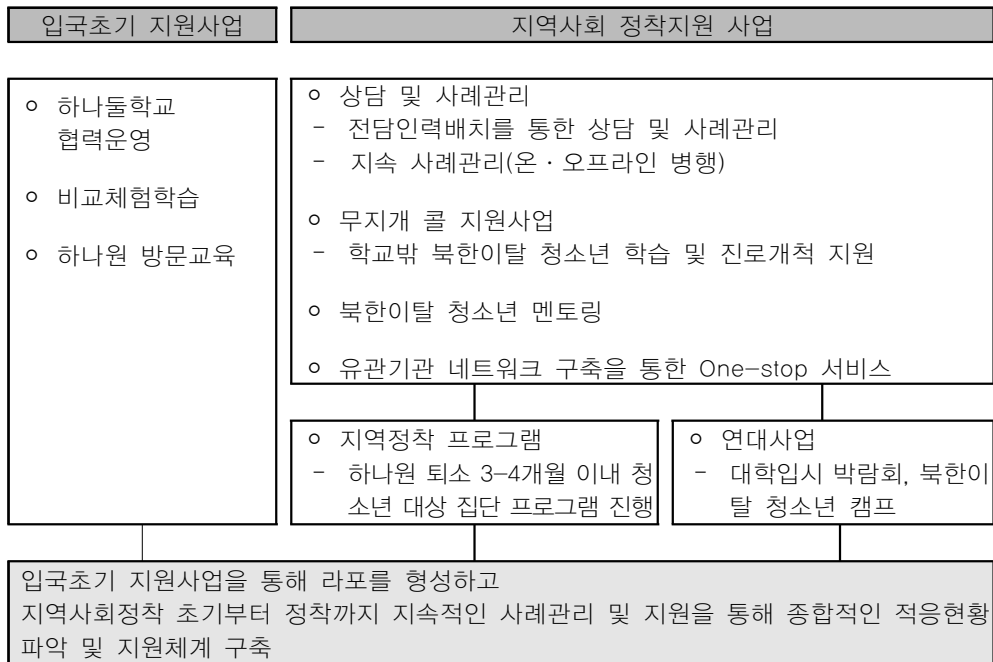 입국초기 지원사업
지역사회 정착지원 사업
ㅇ 하나둘학교
협력운영
ㅇ 비교체험학습
ㅇ 하나원 방문교육
ㅇ 상담 및 사례관리
- 전담인력배치를 통한 상담 및 사례관리
- 지속 사례관리(온·오프라인 병행)
ㅇ 무지개 콜 지원사업
- 학교밖 북한이탈 청소년 학습 및 진로개척 지원
ㅇ 북한이탈 청소년 멘토링
ㅇ 유관기관 네트워크 구축을 통한 One-stop 서비스
ㅇ 지역정착 프로그램
- 하나원 퇴소 3-4개월 이내 청
소년 대상 집단 프로그램 진행
ㅇ 연대사업
- 대학입시 박람회, 북한이
탈 청소년 캠프
입국초기 지원사업을 통해 라포를 형성하고
지역사회정착 초기부터 정착까지 지속적인 사례관리 및 지원을 통해 종합적인 적응현황
파악 및 지원체계 구축